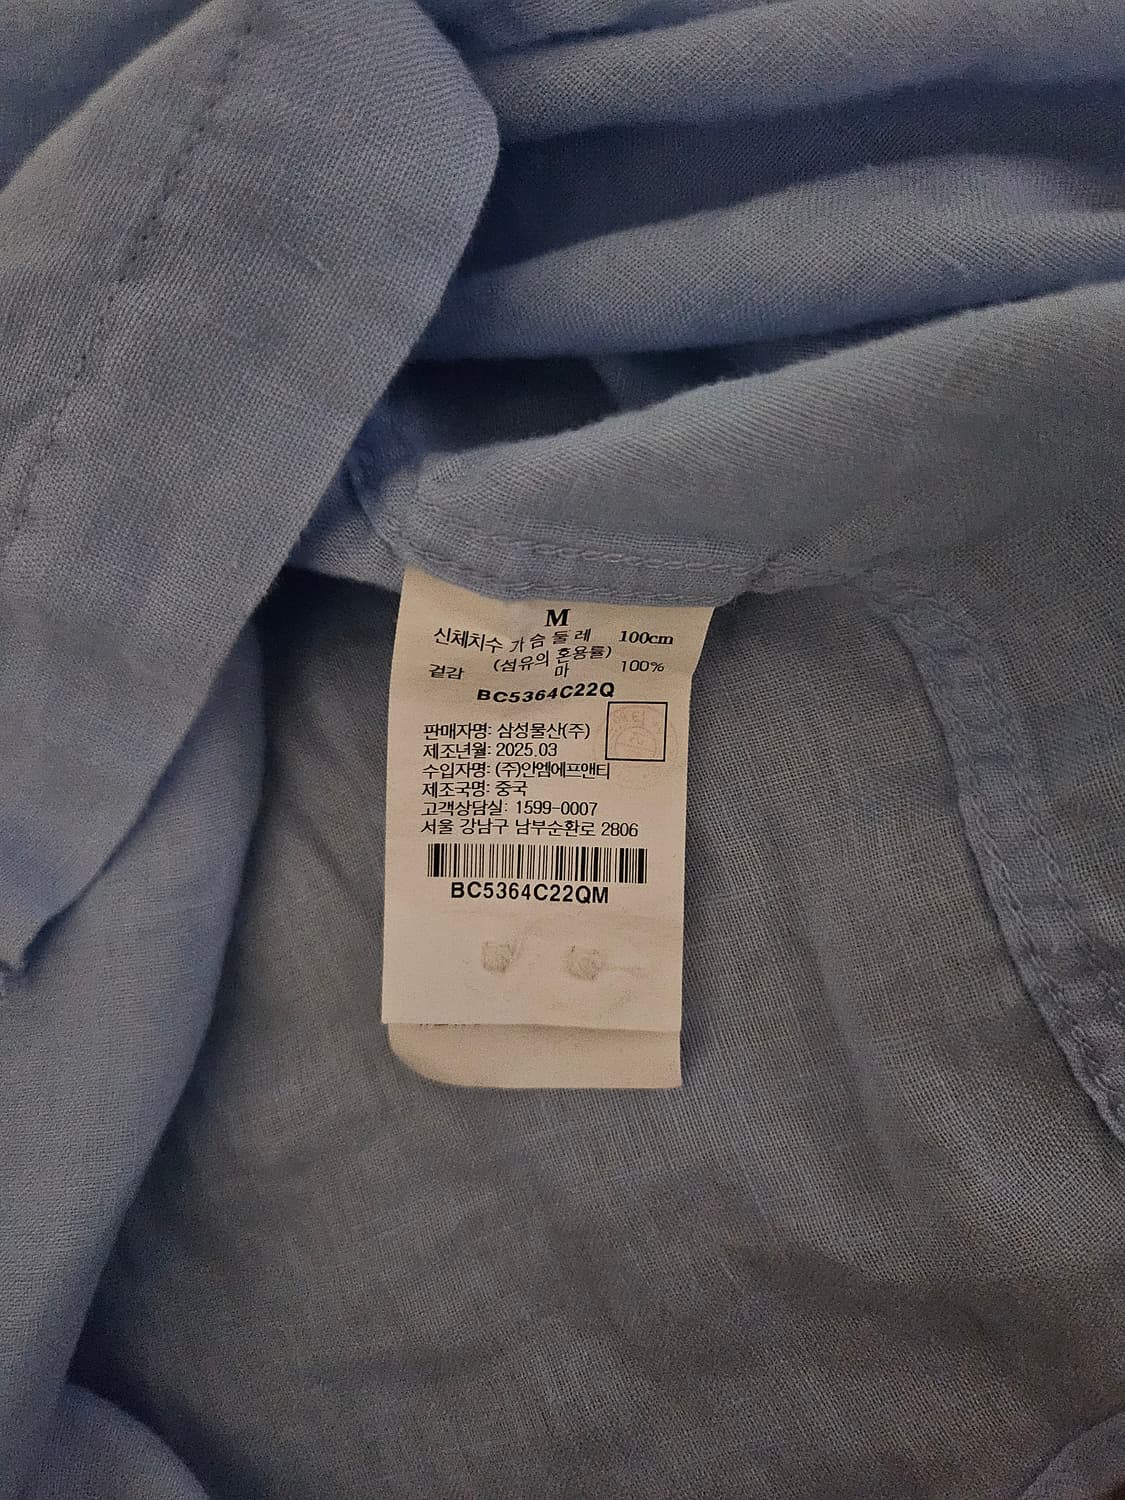 M
신체치수 가슴둘레 100cm
(섬유의 혼용률)
겉감 마 100%
BC5364C22Q
판매자명: 삼성물산(주)
제조년월: 2025.03
수입자명: (주)안엠에프앤티
제조국명: 중국
고객상담실: 1599-0007
서울 강남구 남부순환로 2806
BC5364C22QM